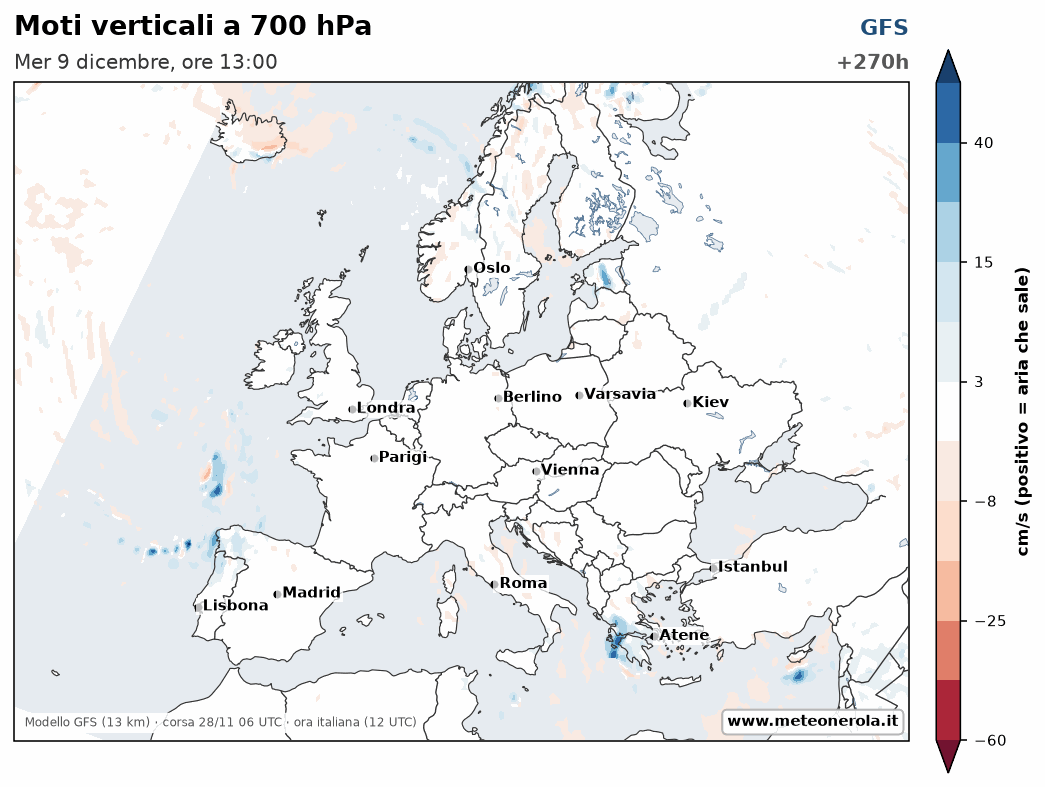 Moti verticali a 700 hPa
GFS
Mer 9 dicembre, ore 13:00
+270h
Oslo
Londra
Berlino
Varsavia
Kiev
Parigi
Vienna
Lisbona
Madrid
Roma
Istanbul
Atene
Modello GFS (13 km) · corsa 28/11 06 UTC · ora italiana (12 UTC)
www.meteonerola.it
40
15
3
−8
−25
−60
cm/s (positivo = aria che sale)